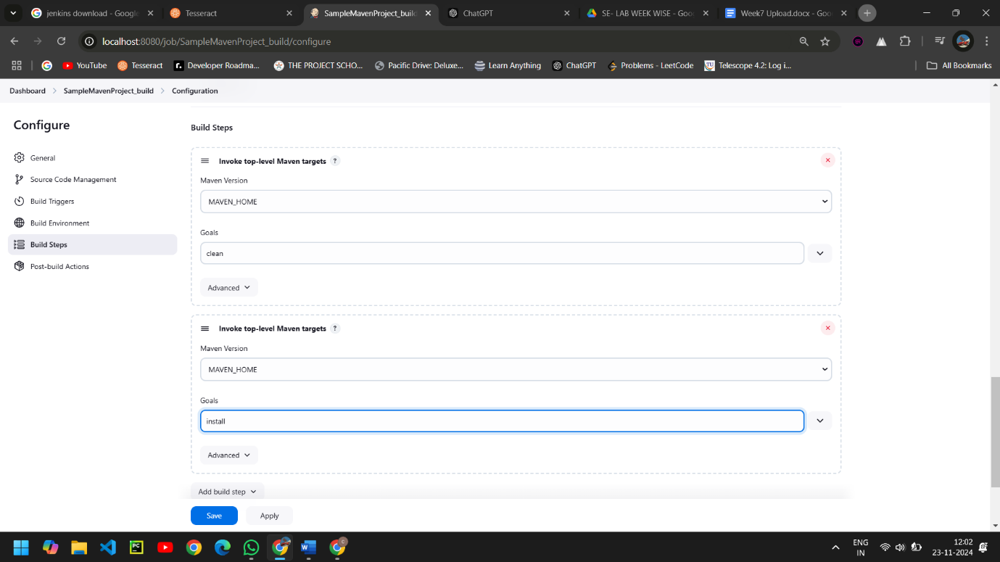 jenkins download - Google
Tesseract
SampleMavenProject_build
ChatGPT
SE- LAB WEEK WISE - Goo
Week7 Upload.docx - Goo
localhost:8080/job/SampleMavenProject_build/configure
YouTube
Tesseract
Developer Roadma...
THE PROJECT SCHO...
Pacific Drive: Deluxe...
Learn Anything
ChatGPT
Problems - LeetCode
Telescope 4.2: Log i...
All Bookmarks
Dashboard
SampleMavenProject_build
Configuration
Configure
General
Source Code Management
Build Triggers
Build Environment
Build Steps
Post-build Actions
Build Steps
Invoke top-level Maven targets ?
Maven Version
MAVEN_HOME
Goals
clean
Advanced
Invoke top-level Maven targets ?
Maven Version
MAVEN_HOME
Goals
install
Advanced
Add build step
Save
Apply
ENG
IN
12:02
23-11-2024